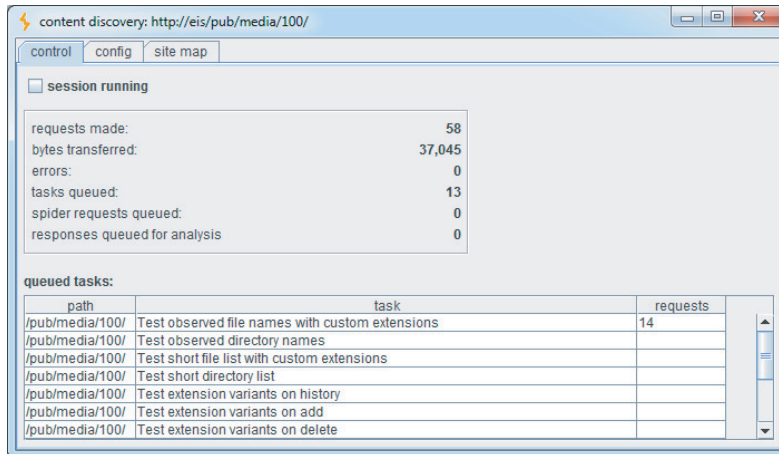 content discovery: http://eis/pub/media/100/
control config site map
session running
requests made: 58
bytes transferred: 37,045
errors: 0
tasks queued: 13
spider requests queued: 0
responses queued for analysis 0
queued tasks:
path task requests
/pub/media/100/ Test observed file names with custom extensions 14
/pub/media/100/ Test observed directory names
/pub/media/100/ Test short file list with custom extensions
/pub/media/100/ Test short directory list
/pub/media/100/ Test extension variants on history
/pub/media/100/ Test extension variants on add
/pub/media/100/ Test extension variants on delete